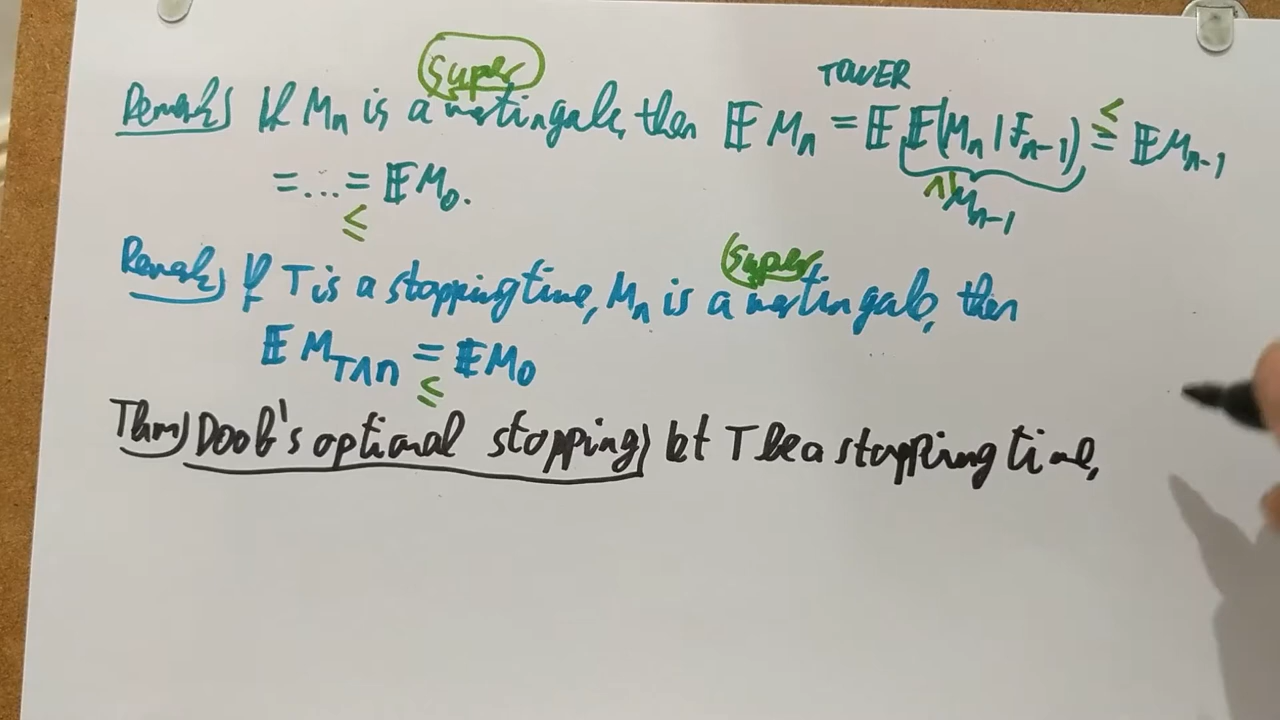 super TOWER
Remark) If Mn is a martingale, then 𝔼 Mn = 𝔼 𝔼(Mn | Fn-1) ≤ = 𝔼 Mn-1
≥ Mn-1
= ... = 𝔼 M0.
≤
super
Remark) If T is a stopping time, Mn is a martingale, then
𝔼 MT∧n = 𝔼 M0
≤
Thm) Doob's optional stopping) let T be a stopping time,